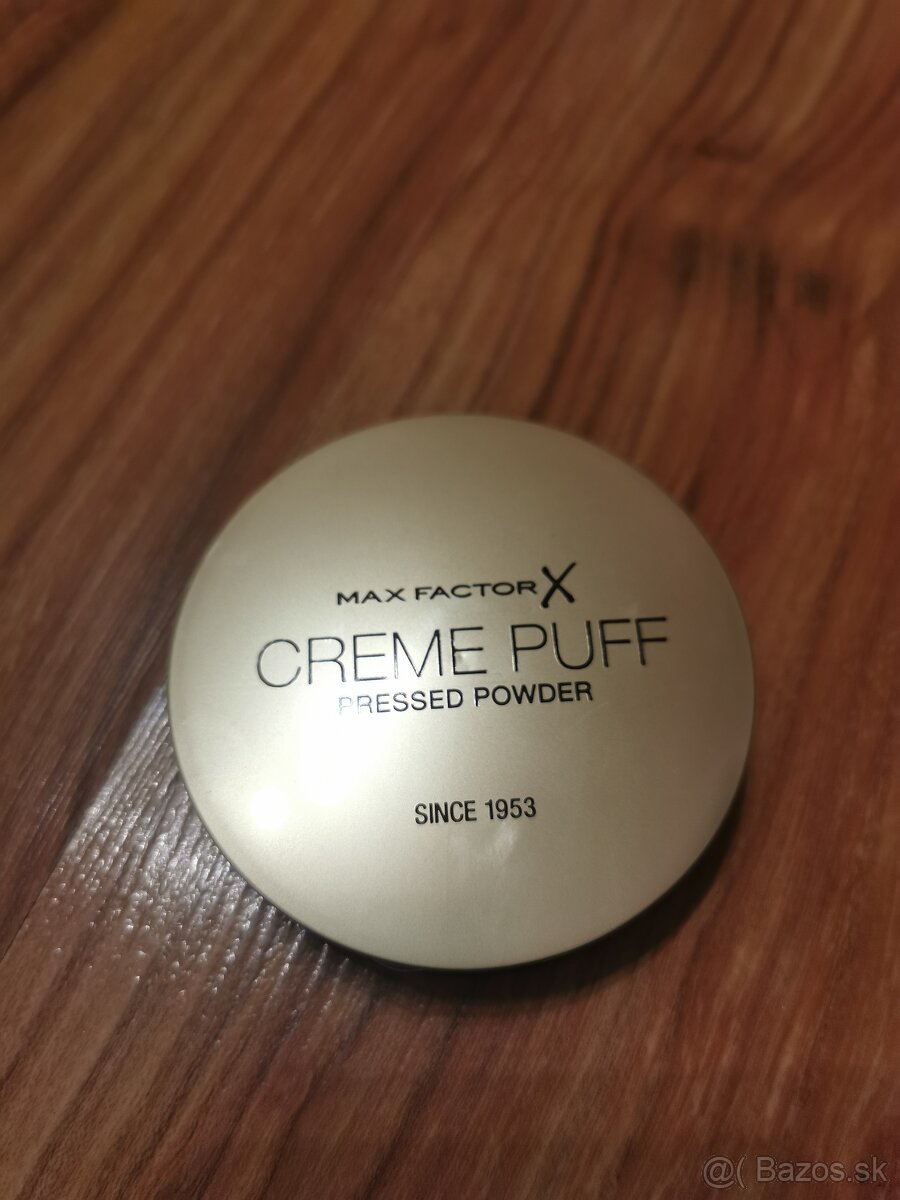 MAX FACTOR X
CREME PUFF
PRESSED POWDER
SINCE 1953
@( Bazos.sk